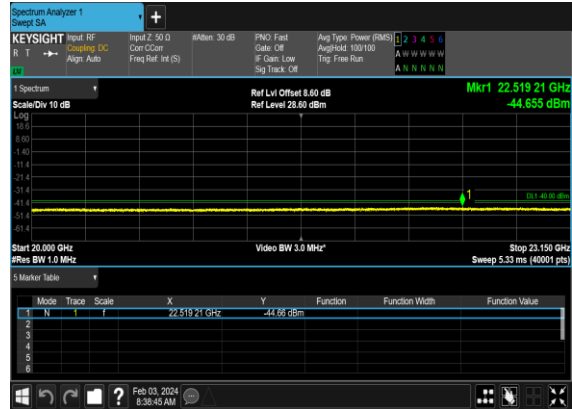 Spectrum Analyzer 1
Swept SA
+
KEYSIGHT Input: RF Input Z: 50 Ω #Atten: 30 dB PNO: Fast Avg Type: Power (RMS) 1 2 3 4 5 6
R T Coupling: DC Corr CCorr Gate: Off Avg|Hold: 100/100 A W W W W W
Align: Auto Freq Ref: Int (S) IF Gain: Low Trig: Free Run
Sig Track: Off A N N N N N
1 Spectrum Ref Lvl Offset 8.60 dB Mkr1 22.519 21 GHz
Scale/Div 10 dB Ref Level 28.60 dBm -44.655 dBm
Log
18.6
8.60
-1.40
-11.4
-21.4
-31.4
1
DL1 -40.00 dBm
-41.4
-51.4
-61.4
Start 20.000 GHz Video BW 3.0 MHz* Stop 23.150 GHz
#Res BW 1.0 MHz Sweep 5.33 ms (40001 pts)
5 Marker Table
Mode Trace Scale X Y Function Function Width Function Value
1 N 1 f 22.519 21 GHz -44.66 dBm
2
3
4
5
6
? Feb 03, 2024
8:38:45 AM